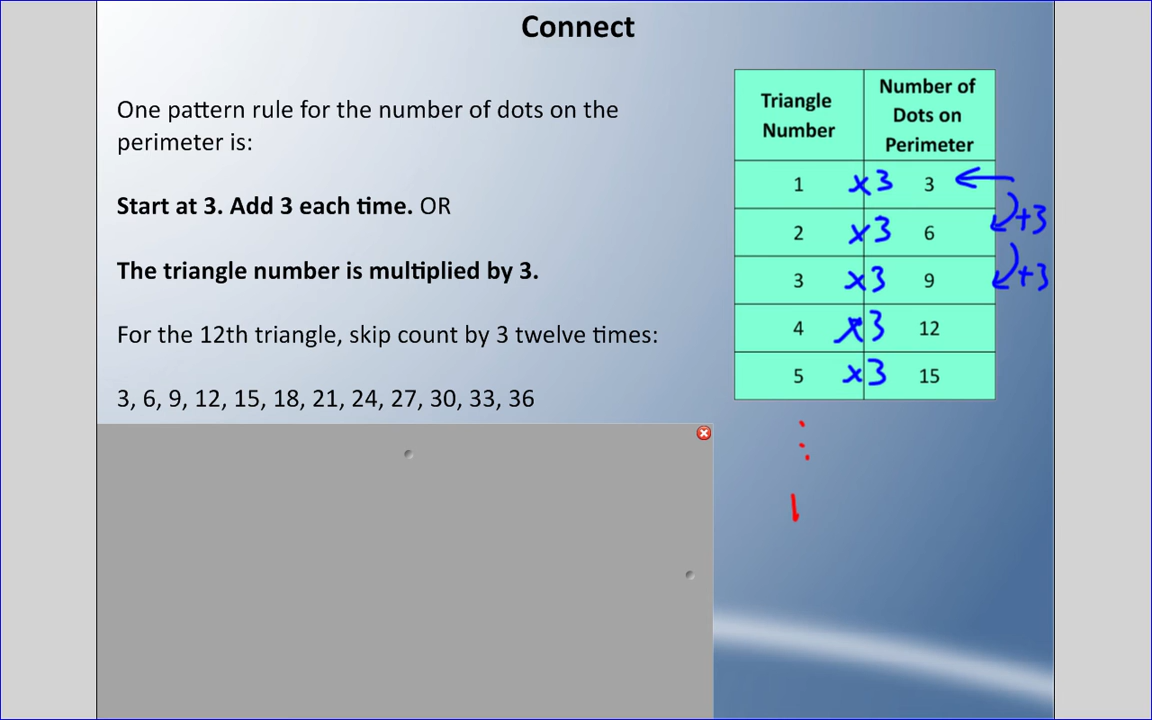 Connect
One pattern rule for the number of dots on the
perimeter is:
Start at 3. Add 3 each time. OR
The triangle number is multiplied by 3.
For the 12th triangle, skip count by 3 twelve times:
3, 6, 9, 12, 15, 18, 21, 24, 27, 30, 33, 36
Triangle Number | Number of Dots on Perimeter
1 x3 3
2 x3 6 +3
3 x3 9 +3
4 x3 12
5 x3 15
1